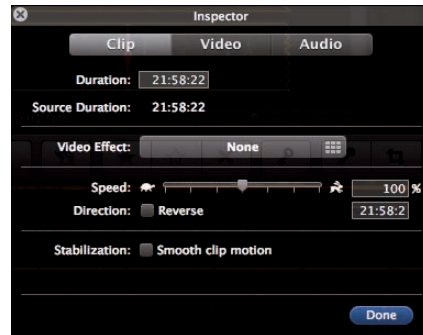 Inspector
Clip Video Audio
Duration: 21:58:22
Source Duration: 21:58:22
Video Effect: None
Speed: 100 %
Direction: Reverse 21:58:2
Stabilization: Smooth clip motion
Done